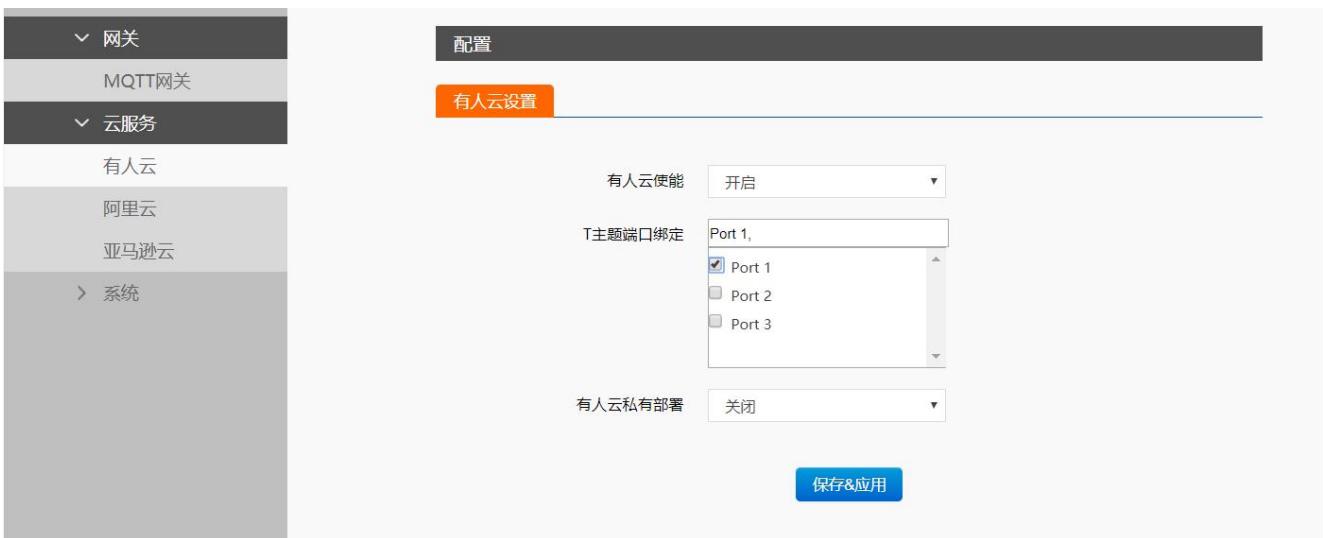 网关
MQTT网关
云服务
有人云
阿里云
亚马逊云
系统
配置
有人云设置
有人云使能
开启
T主题端口绑定
Port 1,
Port 1
Port 2
Port 3
有人云私有部署
关闭
保存&应用